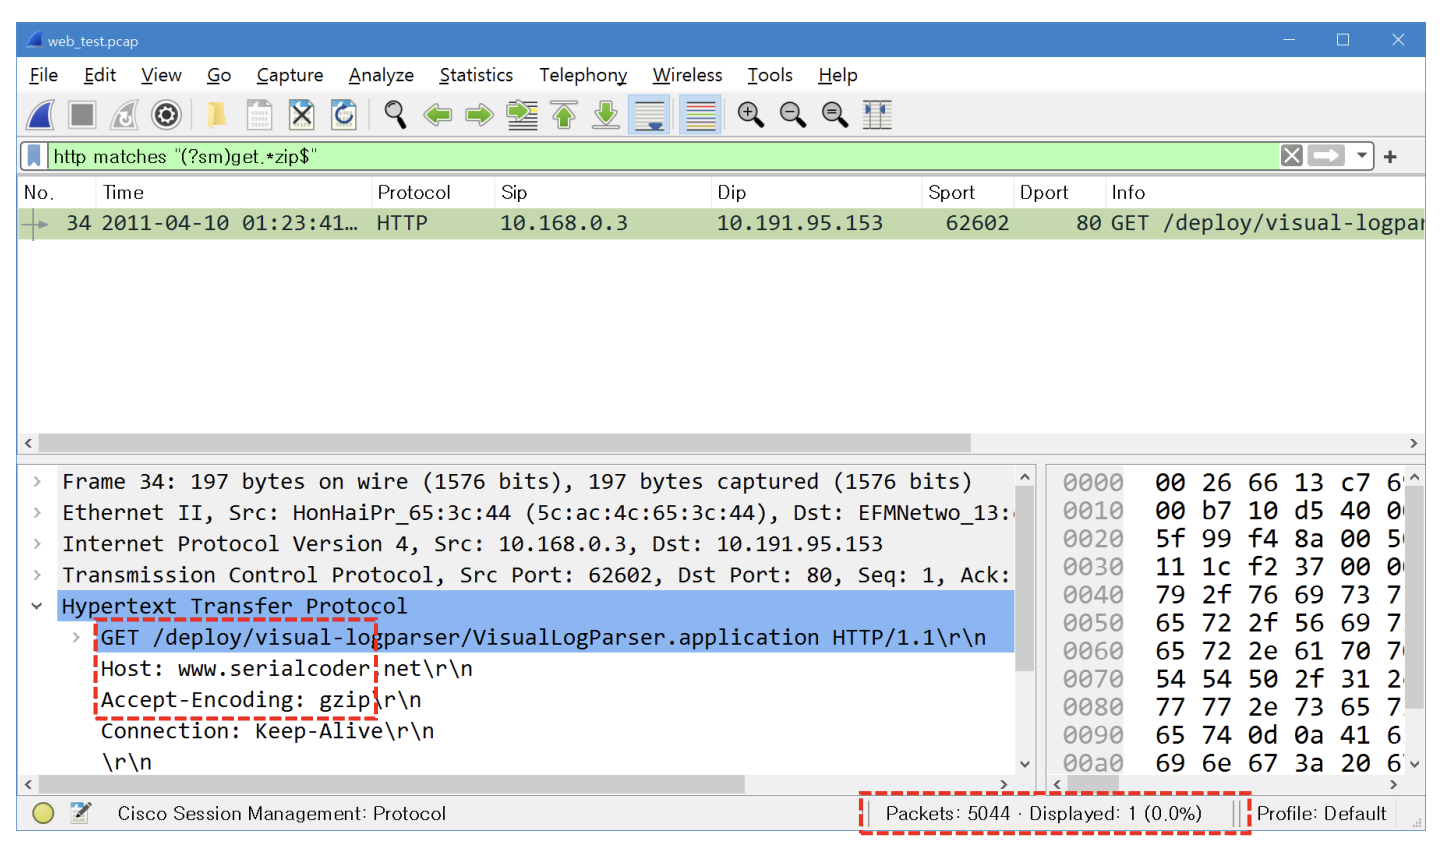 web_test.pcap
File Edit View Go Capture Analyze Statistics Telephony Wireless Tools Help
http matches "(?sm)get.*zip$"
No. Time Protocol Sip Dip Sport Dport Info
34 2011-04-10 01:23:41… HTTP 10.168.0.3 10.191.95.153 62602 80 GET /deploy/visual-logpar
Frame 34: 197 bytes on wire (1576 bits), 197 bytes captured (1576 bits)
Ethernet II, Src: HonHaiPr_65:3c:44 (5c:ac:4c:65:3c:44), Dst: EFMNetwo_13:
Internet Protocol Version 4, Src: 10.168.0.3, Dst: 10.191.95.153
Transmission Control Protocol, Src Port: 62602, Dst Port: 80, Seq: 1, Ack:
Hypertext Transfer Protocol
GET /deploy/visual-logparser/VisualLogParser.application HTTP/1.1\r\n
Host: www.serialcoder.net\r\n
Accept-Encoding: gzip\r\n
Connection: Keep-Alive\r\n
\r\n
0000 00 26 66 13 c7 6
0010 00 b7 10 d5 40 0
0020 5f 99 f4 8a 00 5
0030 11 1c f2 37 00 0
0040 79 2f 76 69 73 7
0050 65 72 2f 56 69 7
0060 65 72 2e 61 70 7
0070 54 54 50 2f 31 2
0080 77 77 2e 73 65 7
0090 65 74 0d 0a 41 6
00a0 69 6e 67 3a 20 6
Cisco Session Management: Protocol
Packets: 5044 · Displayed: 1 (0.0%)
Profile: Default